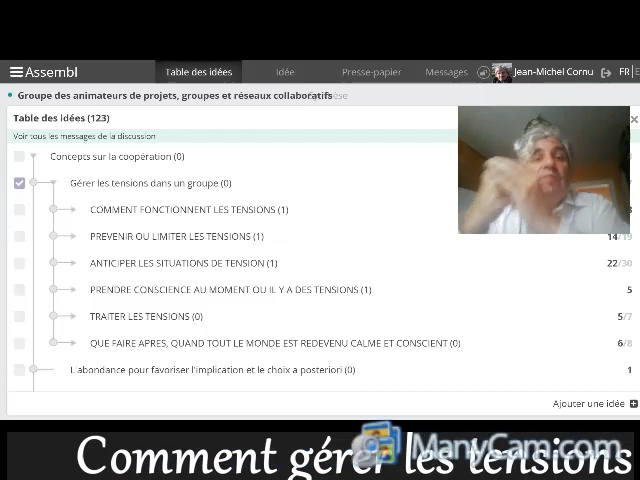 Assembl
Table des idées
Idée
Presse-papier
Messages
Jean-Michel Cornu
FR
Groupe des animateurs de projets, groupes et réseaux collaboratifs
Table des idées (123)
Voir tous les messages de la discussion
Concepts sur la coopération (0)
Gérer les tensions dans un groupe (0)
COMMENT FONCTIONNENT LES TENSIONS (1)
PREVENIR OU LIMITER LES TENSIONS (1)
14/19
ANTICIPER LES SITUATIONS DE TENSION (1)
22/30
PRENDRE CONSCIENCE AU MOMENT OU IL Y A DES TENSIONS (1)
5
TRAITER LES TENSIONS (0)
5/7
QUE FAIRE APRES, QUAND TOUT LE MONDE EST REDEVENU CALME ET CONSCIENT (0)
6/8
L'abondance pour favoriser l'implication et le choix a posteriori (0)
1
Ajouter une idée
Comment gérer les tensions
ManyCam.com